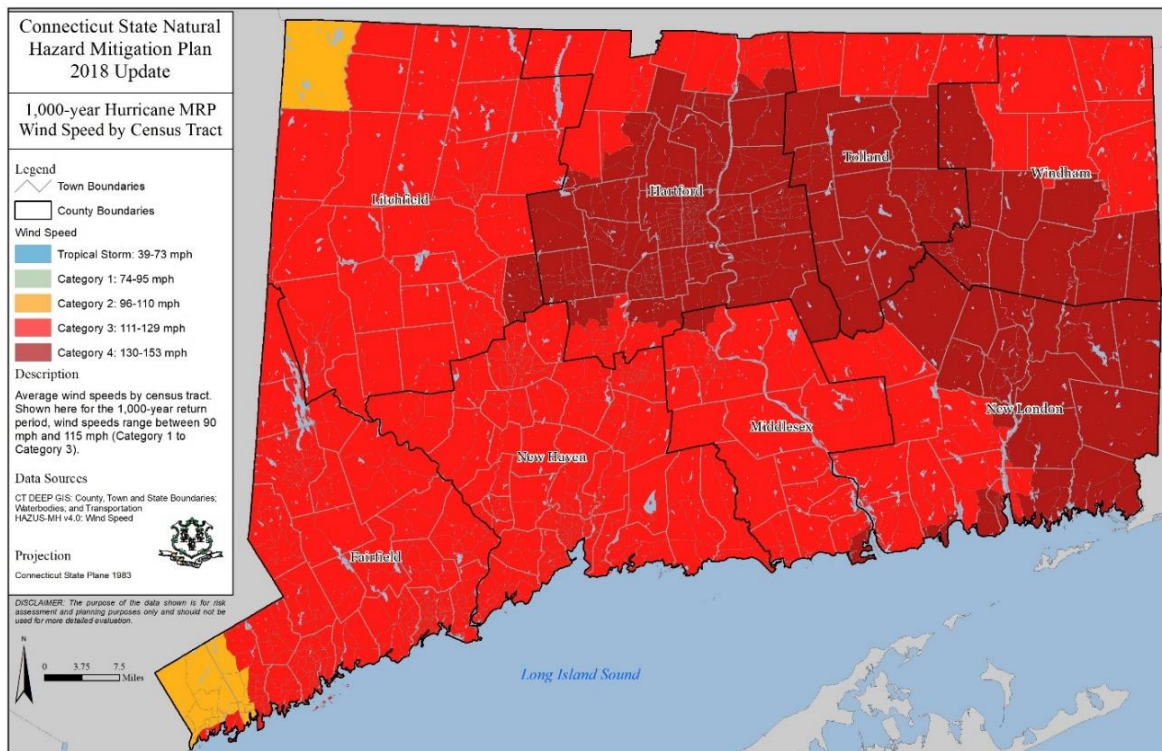 Connecticut State Natural
Hazard Mitigation Plan
2018 Update
1,000-year Hurricane MRP
Wind Speed by Census Tract
Legend
Town Boundaries
County Boundaries
Wind Speed
Tropical Storm: 39-73 mph
Category 1: 74-95 mph
Category 2: 96-110 mph
Category 3: 111-129 mph
Category 4: 130-153 mph
Description
Average wind speeds by census tract.
Shown here for the 1,000-year return
period, wind speeds range between 90
mph and 115 mph (Category 1 to
Category 3).
Data Sources
CT DEEP GIS: County, Town and State Boundaries;
Waterbodies; and Transportation
HAZUS-MH v4.0: Wind Speed
Projection
Connecticut State Plane 1983
DISCLAIMER: The purpose of the data shown is for risk
assessment and planning purposes only and should not be
used for more detailed evaluation.
N
0 3.75 7.5
Miles
Litchfield
Hartford
Tolland
Windham
New London
Middlesex
New Haven
Fairfield
Long Island Sound